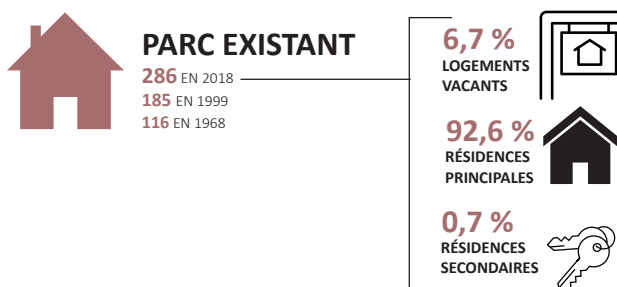 PARC EXISTANT
286 EN 2018
185 EN 1999
116 EN 1968
6,7 %
LOGEMENTS
VACANTS
92,6 %
RÉSIDENCES
PRINCIPALES
0,7 %
RÉSIDENCES
SECONDAIRES